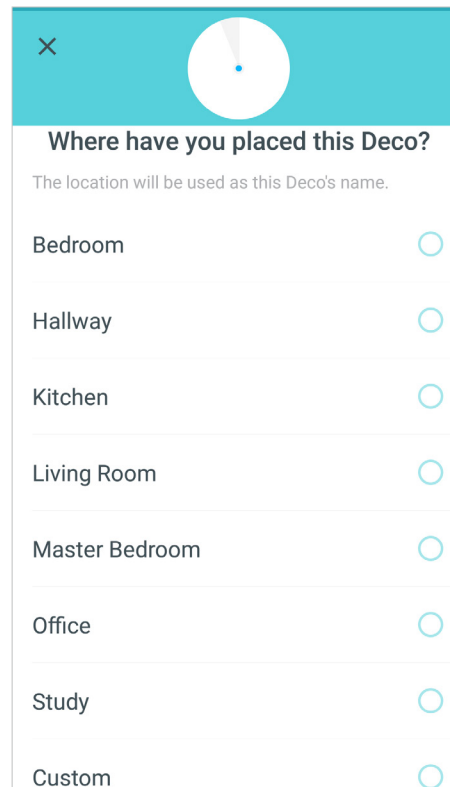 Where have you placed this Deco?
The location will be used as this Deco's name.
Bedroom
Hallway
Kitchen
Living Room
Master Bedroom
Office
Study
Custom